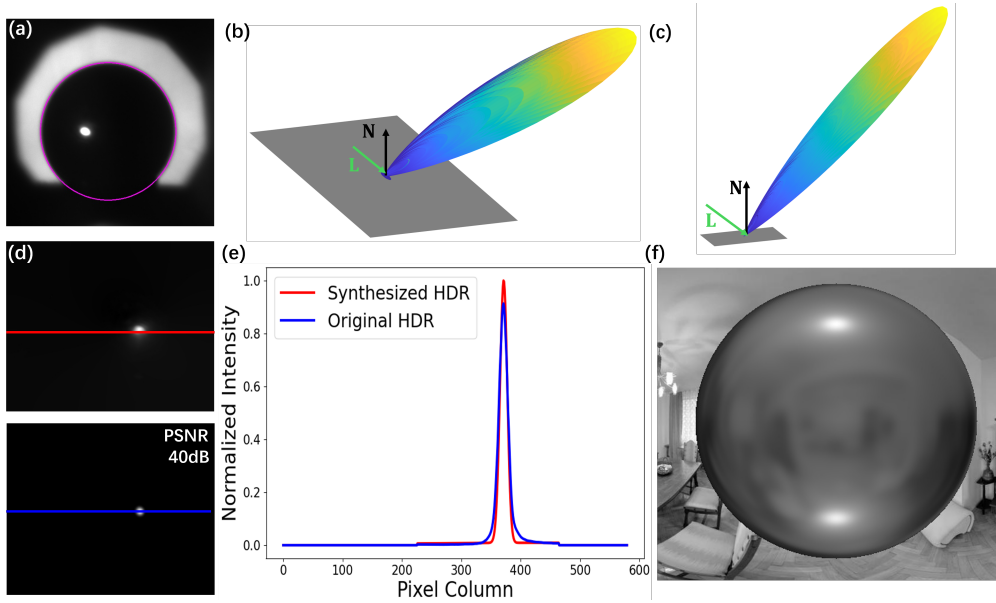 (a)
(b)
N
L
(c)
N
L
(d)
PSNR
40dB
(e)
Normalized Intensity
1.0
0.8
0.6
0.4
0.2
0.0
Synthesized HDR
Original HDR
0 100 200 300 400 500 600
Pixel Column
(f)